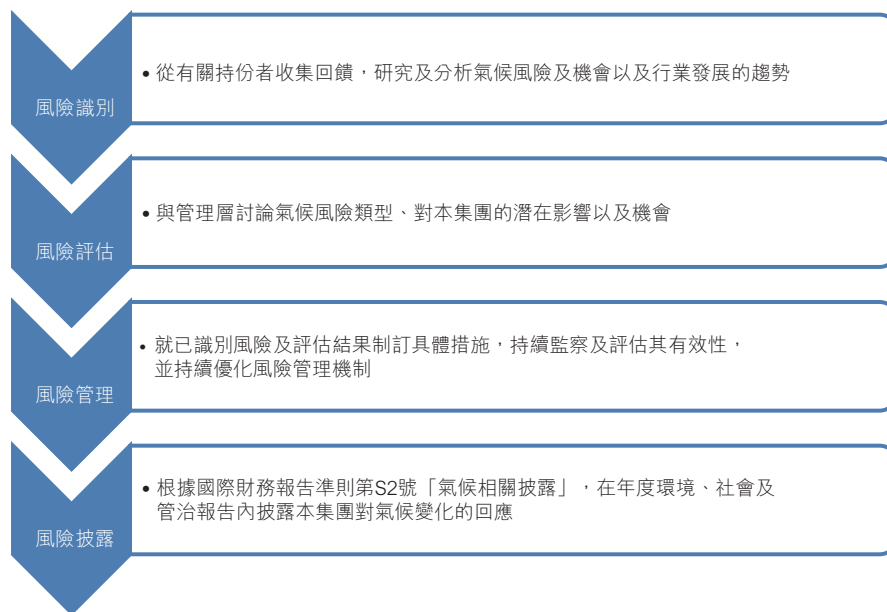 風險識別
• 從有關持份者收集回饋，研究及分析氣候風險及機會以及行業發展的趨勢
風險評估
• 與管理層討論氣候風險類型、對本集團的潛在影響以及機會
風險管理
• 就已識別風險及評估結果制訂具體措施，持續監察及評估其有效性，
並持續優化風險管理機制
風險披露
• 根據國際財務報告準則第S2號「氣候相關披露」，在年度環境、社會及
管治報告內披露本集團對氣候變化的回應